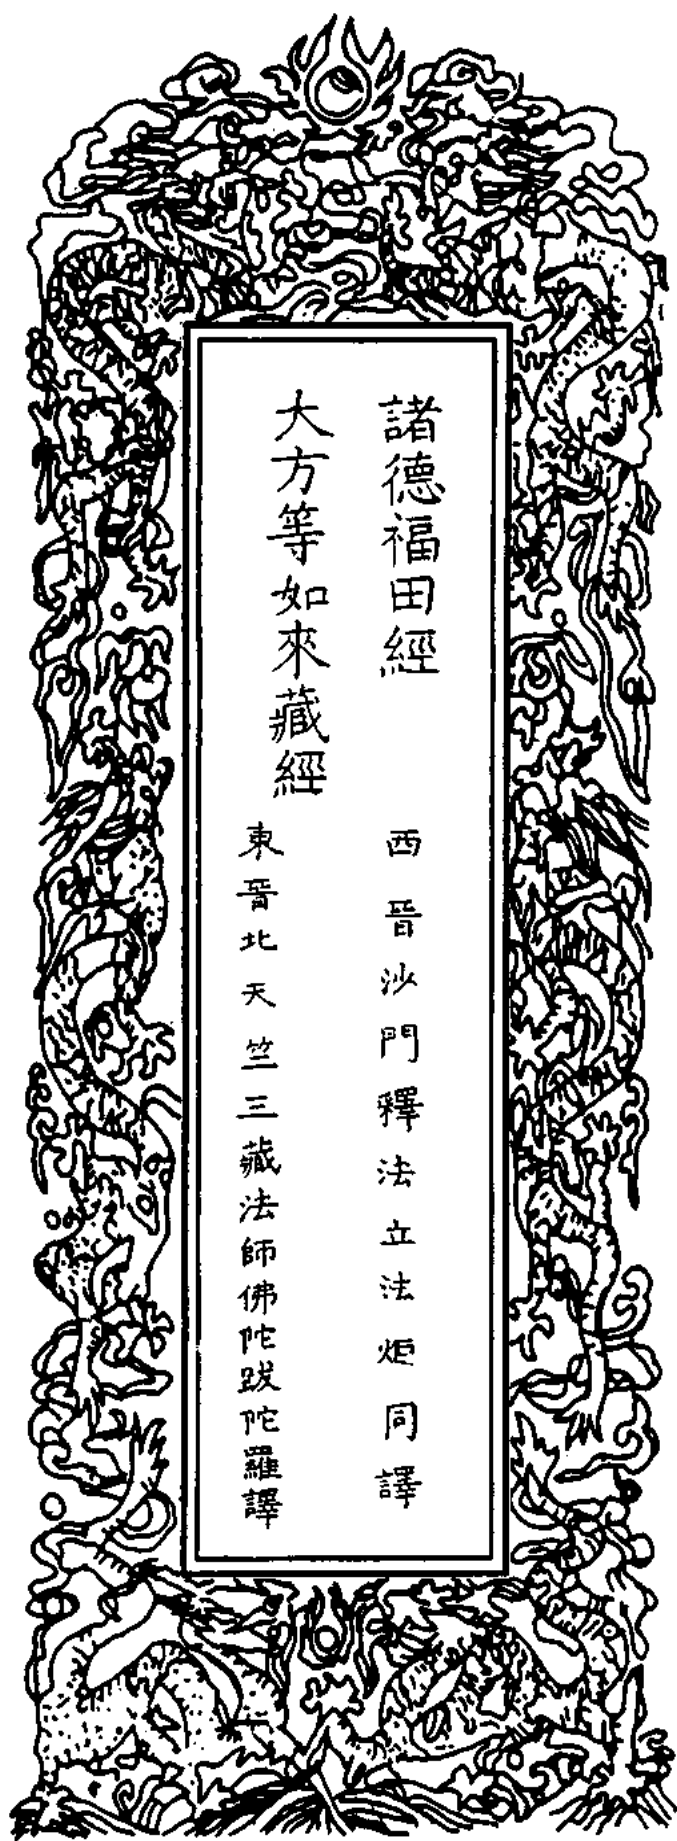 諸德福田經
西晉沙門釋法立法炬同譯
大方等如來藏經
東晉北天竺三藏法師佛陀跋陀羅譯